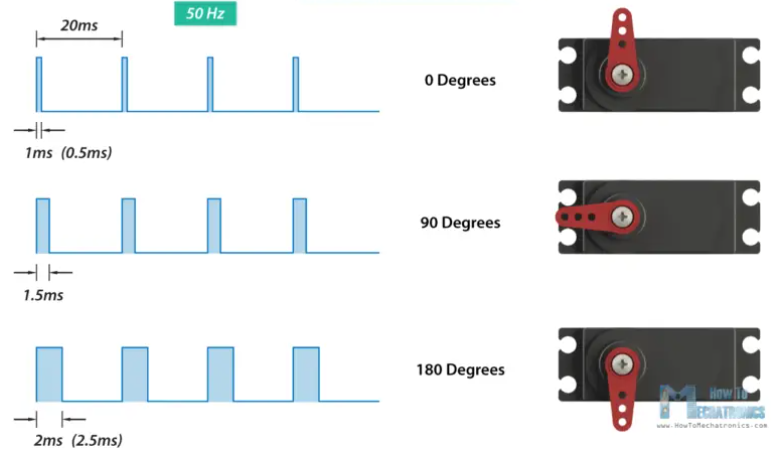 50 Hz
20ms
0 Degrees
1ms (0.5ms)
90 Degrees
1.5ms
180 Degrees
How To
MECHATRONICS
www.HowToMechatronics.com
2ms (2.5ms)